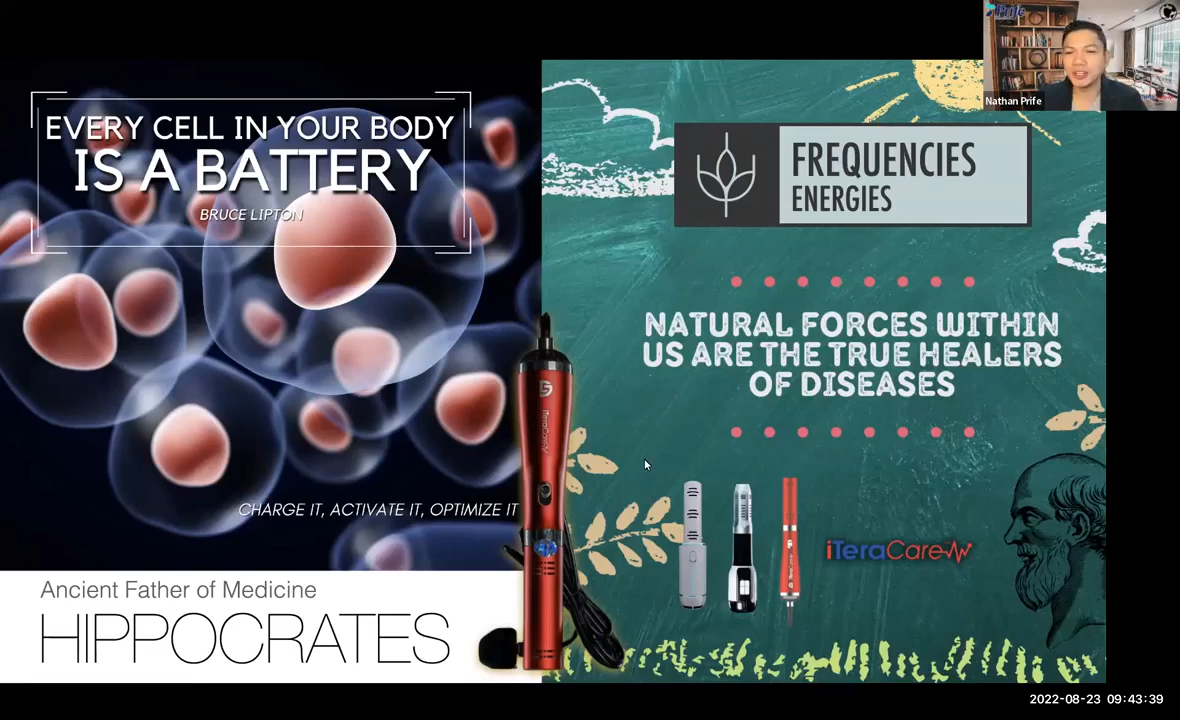 EVERY CELL IN YOUR BODY
IS A BATTERY
BRUCE LIPTON
CHARGE IT, ACTIVATE IT, OPTIMIZE IT
Ancient Father of Medicine
HIPPOCRATES
Prife
Nathan Prife
FREQUENCIES
ENERGIES
NATURAL FORCES WITHIN
US ARE THE TRUE HEALERS
OF DISEASES
iTeraCare
iTeraCare
2022-08-23 09:43:39